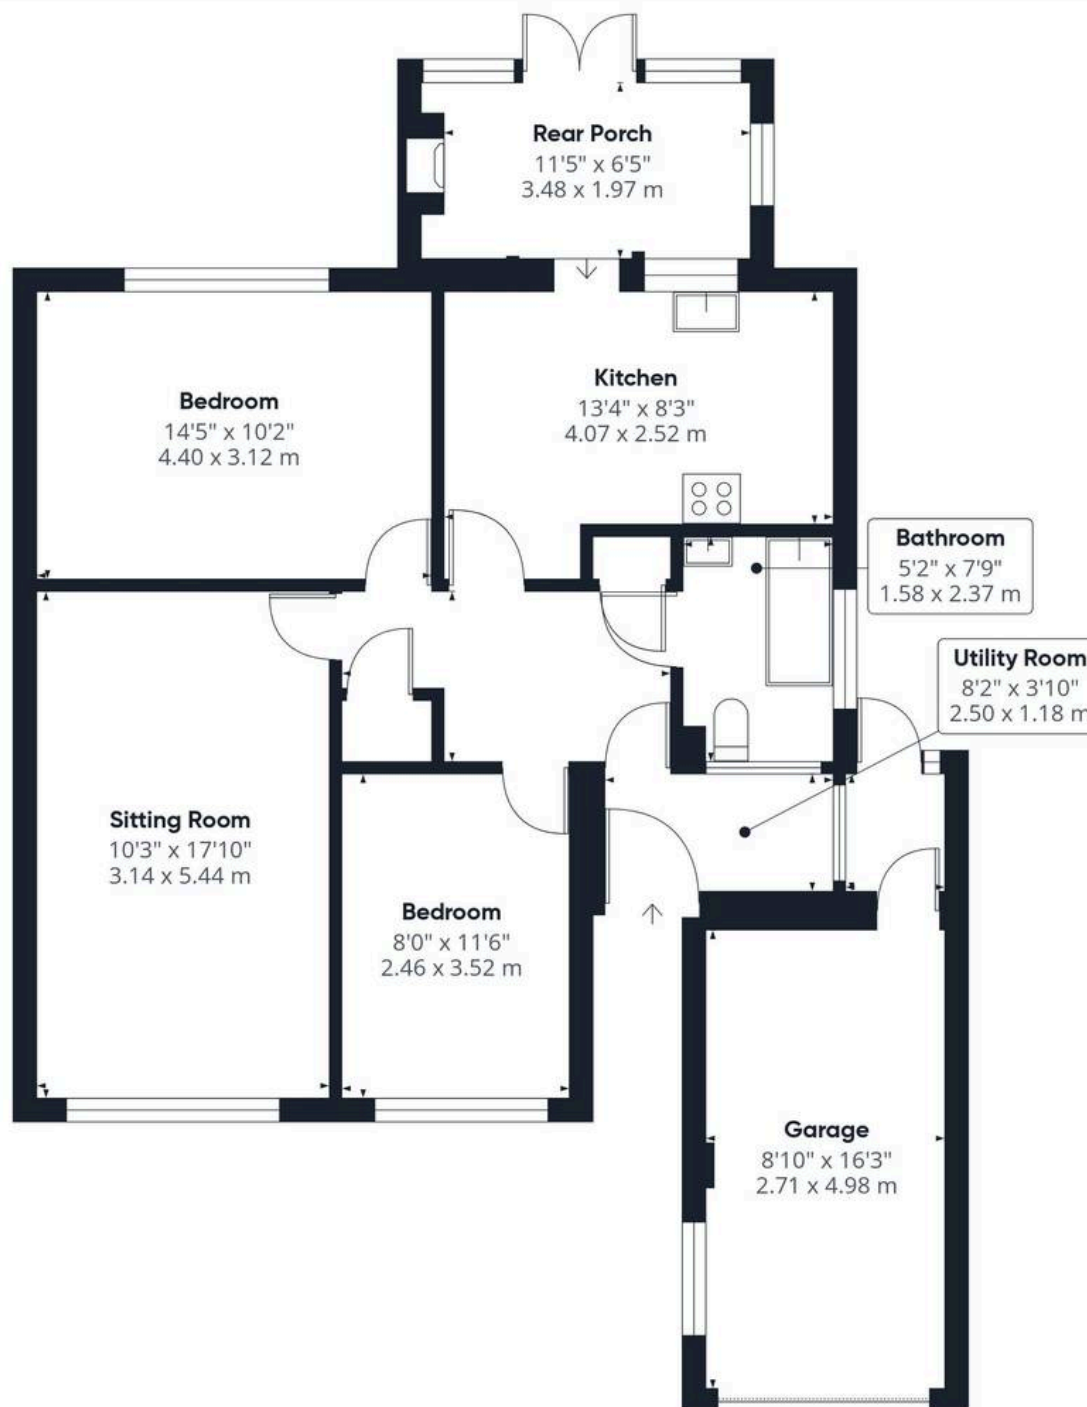 Rear Porch
11'5" x 6'5"
3.48 x 1.97 m
Bedroom
14'5" x 10'2"
4.40 x 3.12 m
Kitchen
13'4" x 8'3"
4.07 x 2.52 m
Bathroom
5'2" x 7'9"
1.58 x 2.37 m
Utility Room
8'2" x 3'10"
2.50 x 1.18 m
Sitting Room
10'3" x 17'10"
3.14 x 5.44 m
Bedroom
8'0" x 11'6"
2.46 x 3.52 m
Garage
8'10" x 16'3"
2.71 x 4.98 m